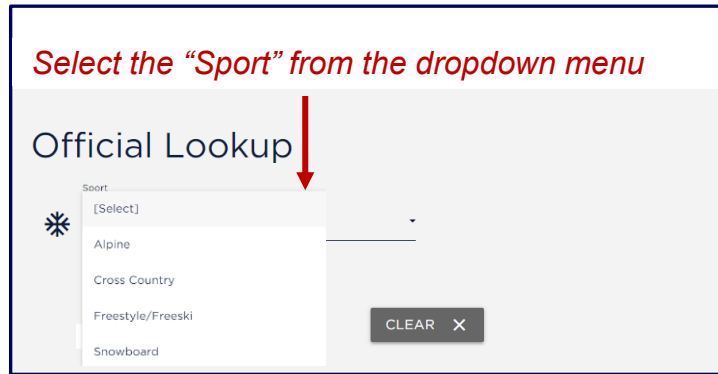 Select the “Sport” from the dropdown menu
Official Lookup
Sport
[Select]
Alpine
Cross Country
Freestyle/Freeski
CLEAR X
Snowboard